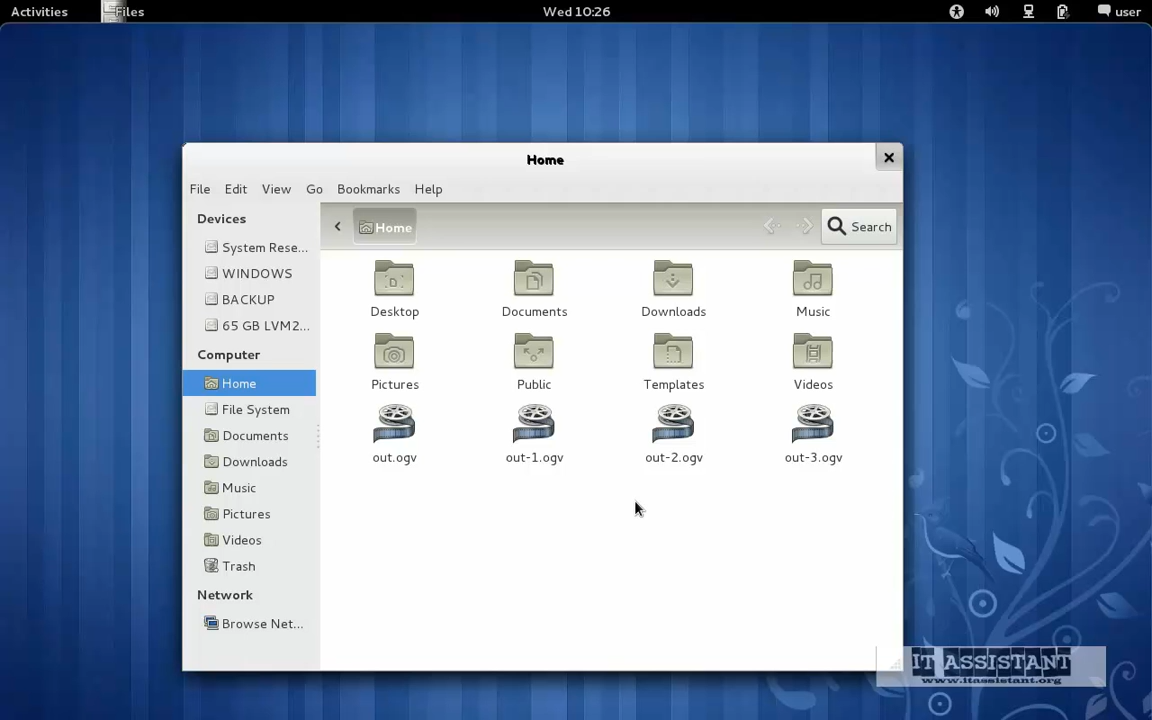 Activities Files Wed 10:26 user
Home
File Edit View Go Bookmarks Help
Devices
System Rese...
WINDOWS
BACKUP
65 GB LVM2...
Computer
Home
File System
Documents
Downloads
Music
Pictures
Videos
Trash
Network
Browse Net...
Home Search
Desktop Documents Downloads Music
Pictures Public Templates Videos
out.ogv out-1.ogv out-2.ogv out-3.ogv
IT ASSISTANT
www.itassistant.org